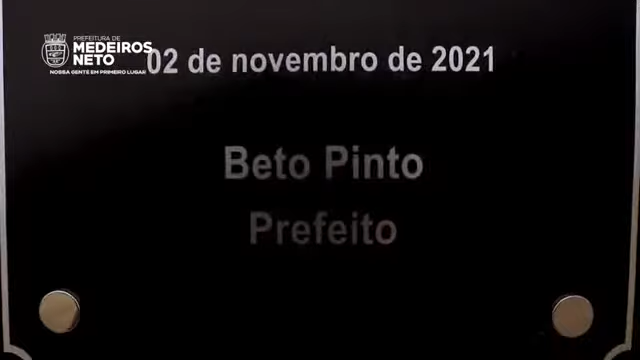 PREFEITURA DE
MEDEIROS
NETO
NOSSA GENTE EM PRIMEIRO LUGAR
02 de novembro de 2021
Beto Pinto
Prefeito